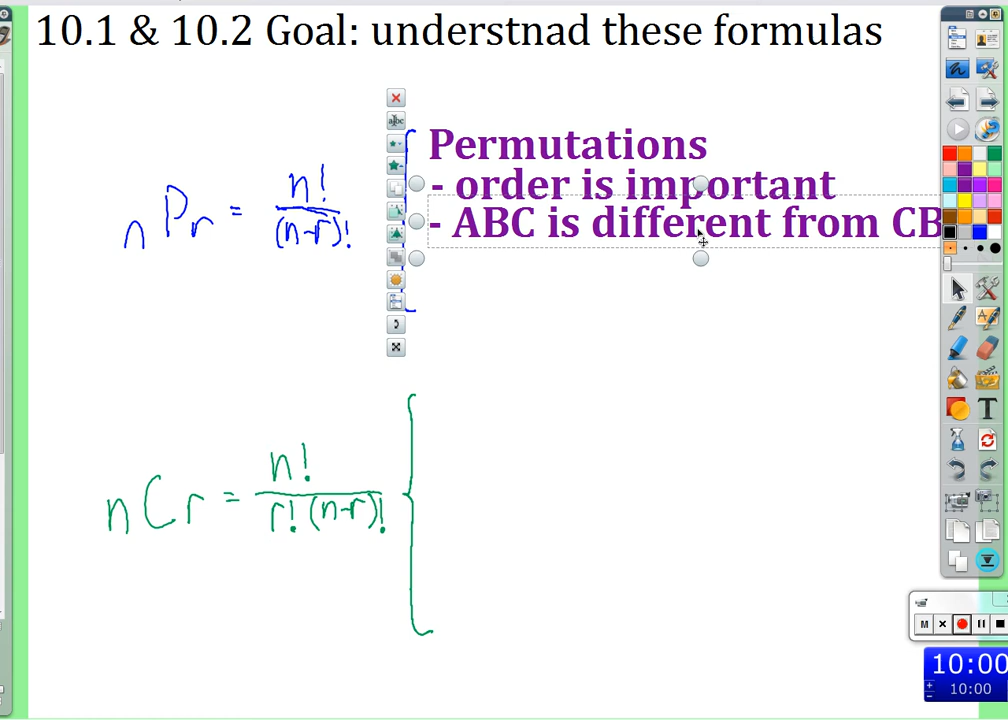 10.1 & 10.2 Goal: understnad these formulas
Permutations
- order is important
- ABC is different from CB
nPr = n!
(n-r)!
nCr = n!
r! (n-r)!
abc
A
T
M
10:00
10:00